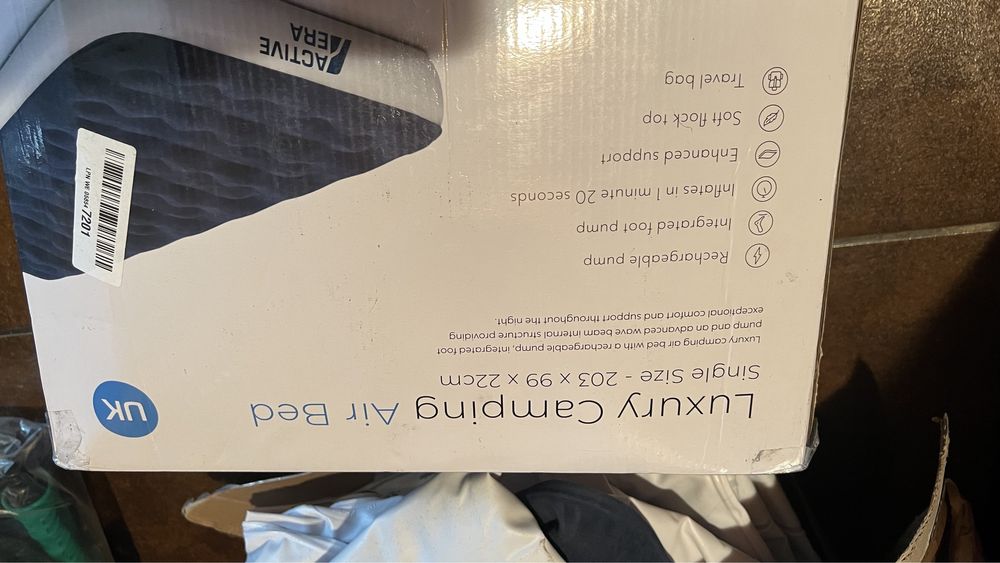 Luxury Camping Air Bed
Single Size - 203 x 99 x 22cm
UK
Luxury camping air bed with a rechargeable pump, integrated foot
pump and an advanced wave beam internal structure providing
exceptional comfort and support throughout the night.
Rechargeable pump
Integrated foot pump
Inflates in 1 minute 20 seconds
Enhanced support
Soft flock top
Travel bag
ACTIVE
ERA